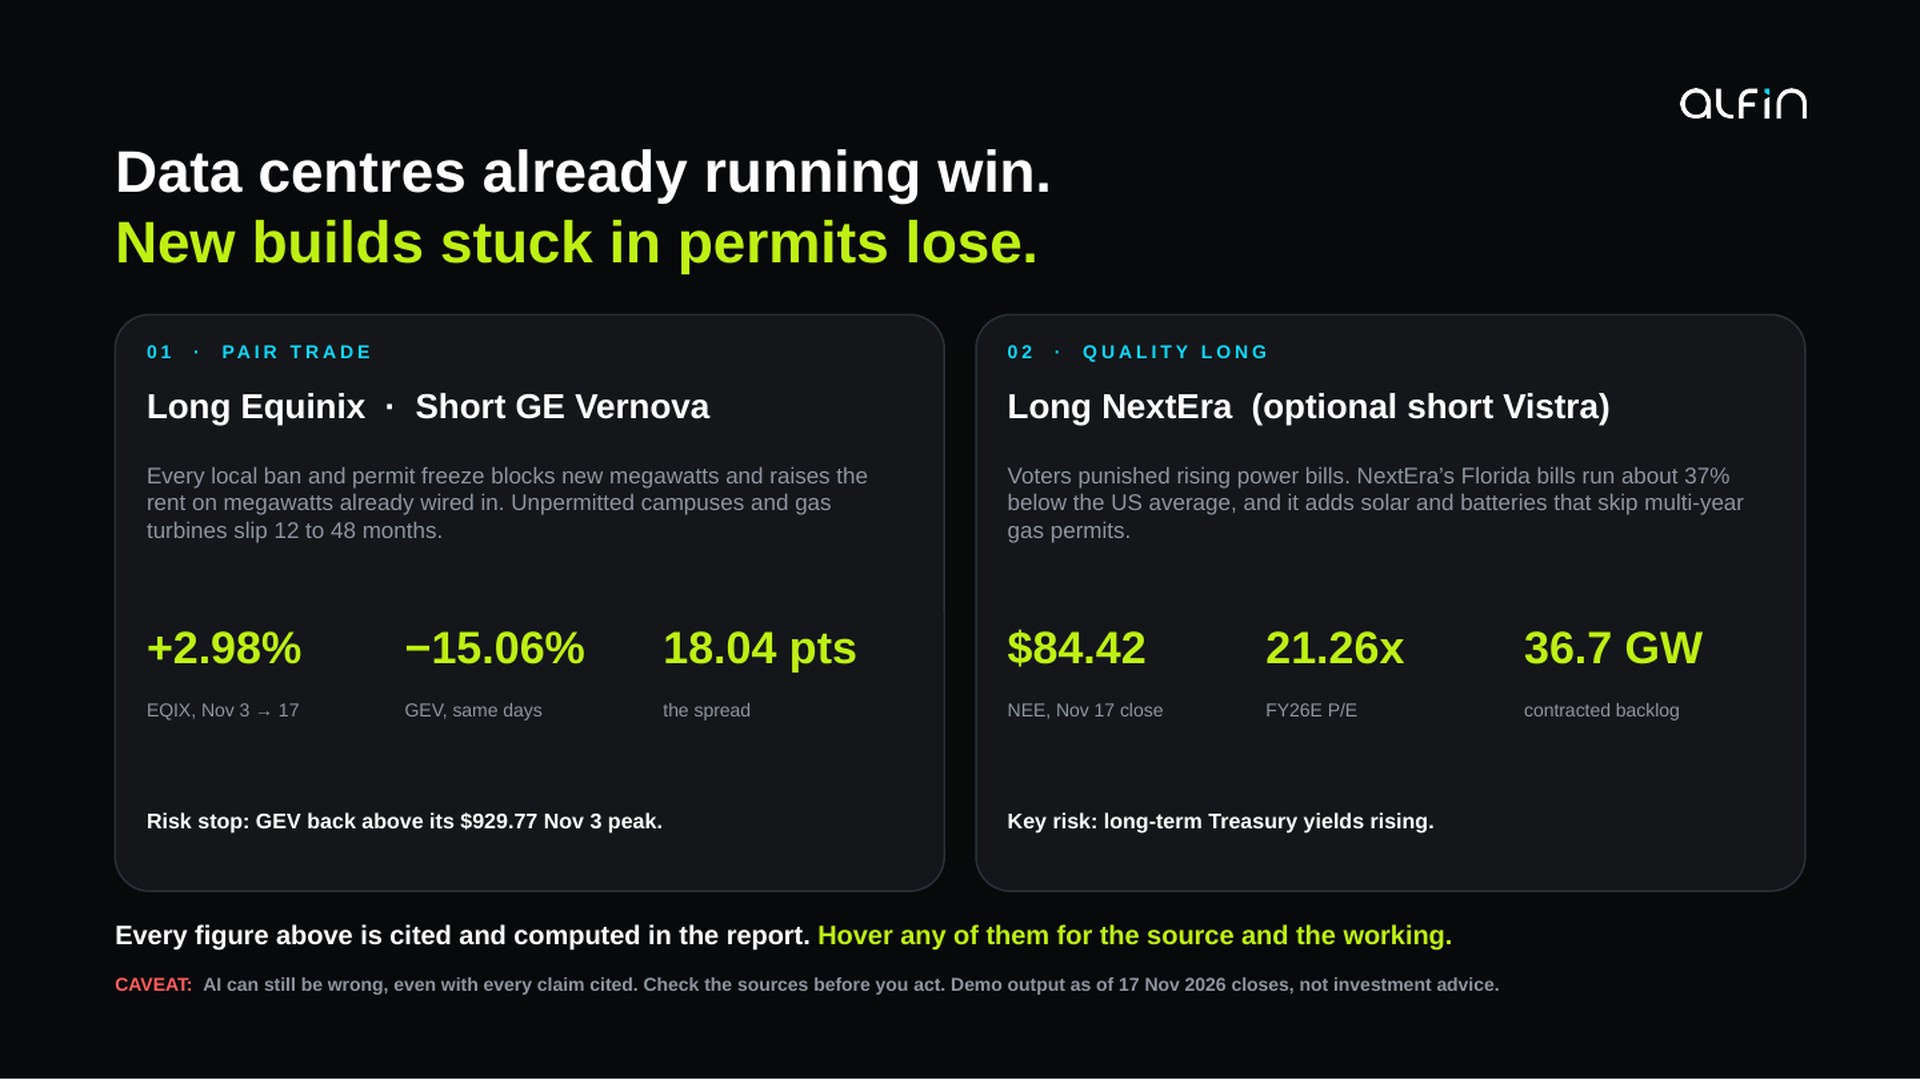 alfin
Data centres already running win.
New builds stuck in permits lose.
01 · PAIR TRADE
Long Equinix · Short GE Vernova
Every local ban and permit freeze blocks new megawatts and raises the
rent on megawatts already wired in. Unpermitted campuses and gas
turbines slip 12 to 48 months.
+2.98% −15.06% 18.04 pts
EQIX, Nov 3 → 17 GEV, same days the spread
Risk stop: GEV back above its $929.77 Nov 3 peak.
02 · QUALITY LONG
Long NextEra (optional short Vistra)
Voters punished rising power bills. NextEra’s Florida bills run about 37%
below the US average, and it adds solar and batteries that skip multi-year
gas permits.
$84.42 21.26x 36.7 GW
NEE, Nov 17 close FY26E P/E contracted backlog
Key risk: long-term Treasury yields rising.
Every figure above is cited and computed in the report. Hover any of them for the source and the working.
CAVEAT: AI can still be wrong, even with every claim cited. Check the sources before you act. Demo output as of 17 Nov 2026 closes, not investment advice.